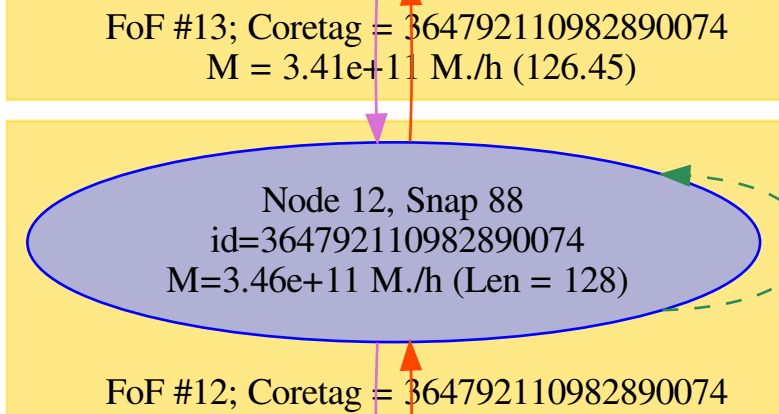 FoF #13; Coretag = 364792110982890074
M = 3.41e+11 M./h (126.45)
Node 12, Snap 88
id=364792110982890074
M=3.46e+11 M./h (Len = 128)
FoF #12; Coretag = 364792110982890074